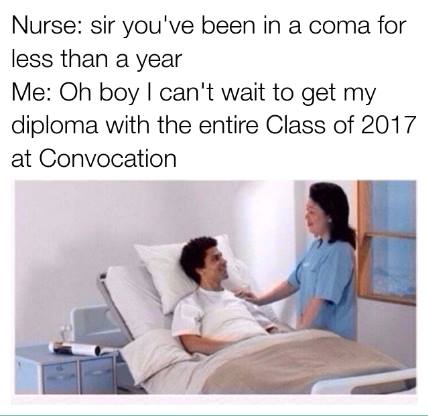 Nurse: sir you've been in a coma for
less than a year
Me: Oh boy I can't wait to get my
diploma with the entire Class of 2017
at Convocation